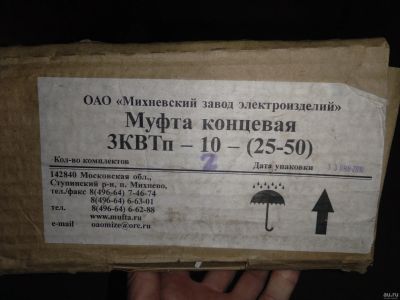 ОАО «Михневский завод электроизделий»
Муфта концевая
3КВТп – 10 – (25-50)
Кол-во комплектов 2 Дата упаковки
142840 Московская обл.,
Ступинский р-н, п. Михнево,
тел./факс 8(496-64) 7-46-74
8(496-64) 6-63-01
тел. 8(496-64) 6-62-88
www.mufta.ru
e-mail oaomize@orc.ru
au.ru